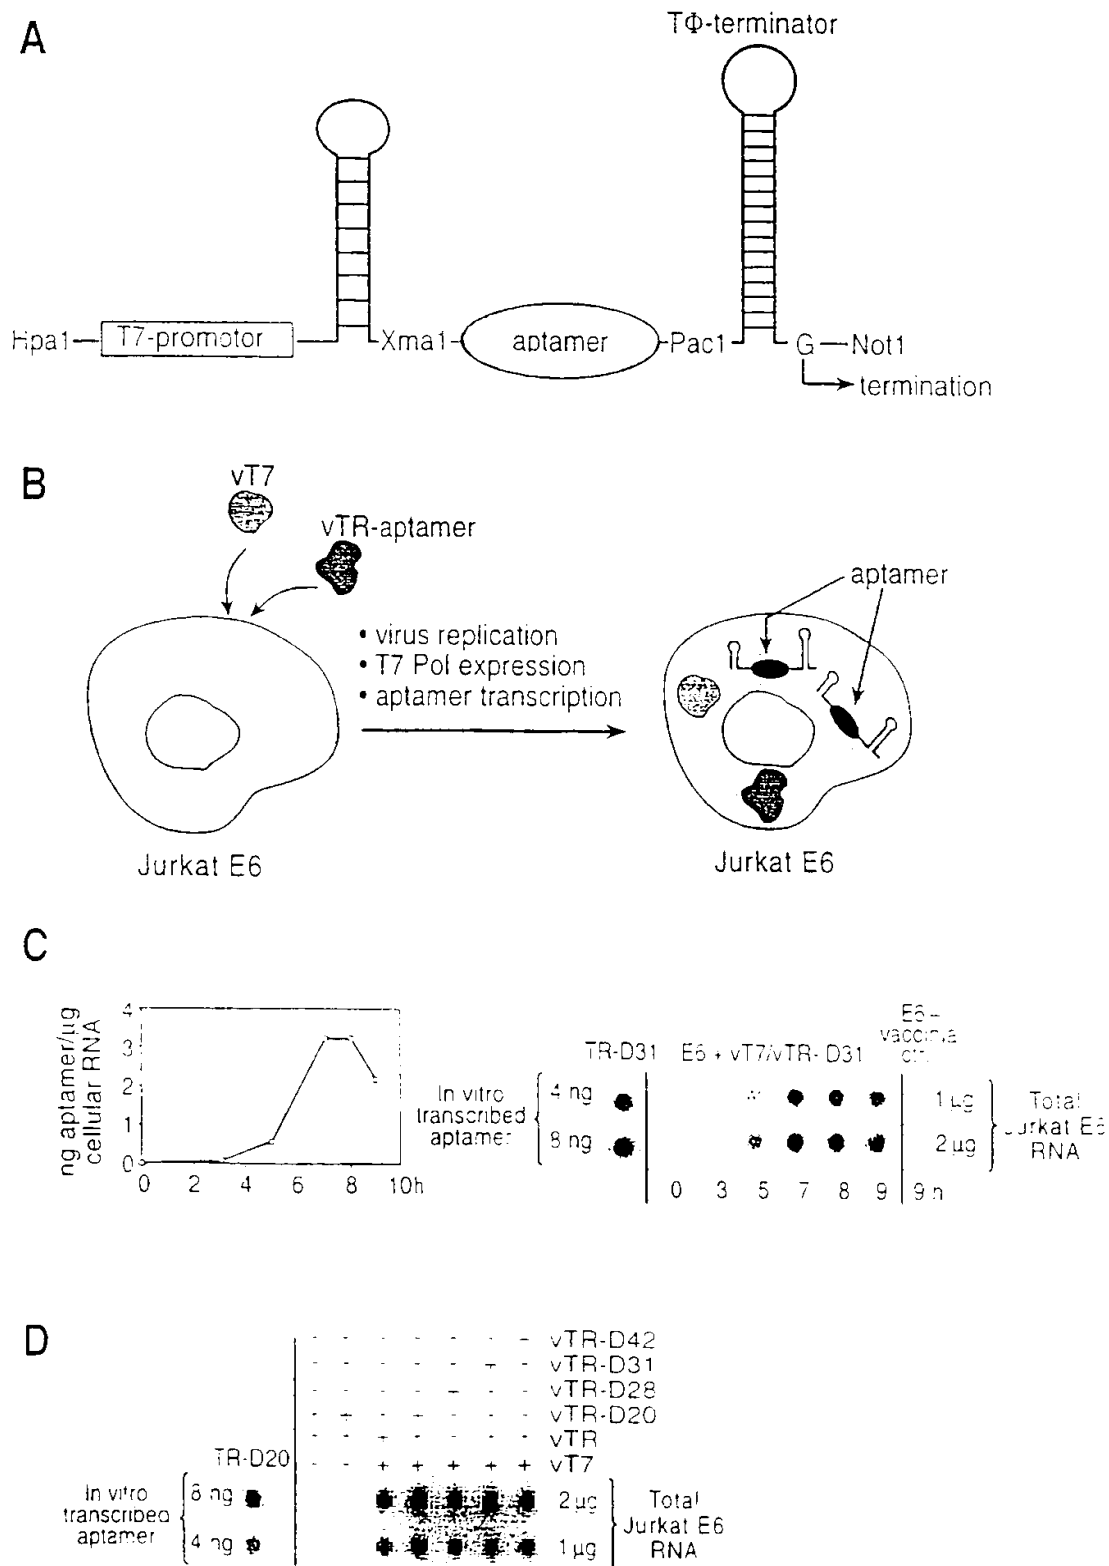 A
TΦ-terminator
Hpa1
T7-promotor
Xma1
aptamer
Pac1
G
Not1
termination
B
vT7
vTR-aptamer
• virus replication
• T7 Pol expression
• aptamer transcription
aptamer
Jurkat E6
Jurkat E6
C
ng aptamer/µg
cellular RNA
4
3
2
1
0
0 2 4 6 8 10h
In vitro
transcribed
aptamer
4 ng
8 ng
TR-D31
E6 + vT7/vTR-D31
E6 –
vaccinia
0 3 5 7 8 9 9 h
1 µg
2 µg
Total
Jurkat E6
RNA
D
- - - - - - - vTR-D42
- - - - - + - vTR-D31
- - - - - - - vTR-D28
- + - + - - - vTR-D20
- - + - - - - vTR
- - + + + + + vT7
TR-D20
In vitro
transcribed
aptamer
8 ng
4 ng
2 µg
1 µg
Total
Jurkat E6
RNA